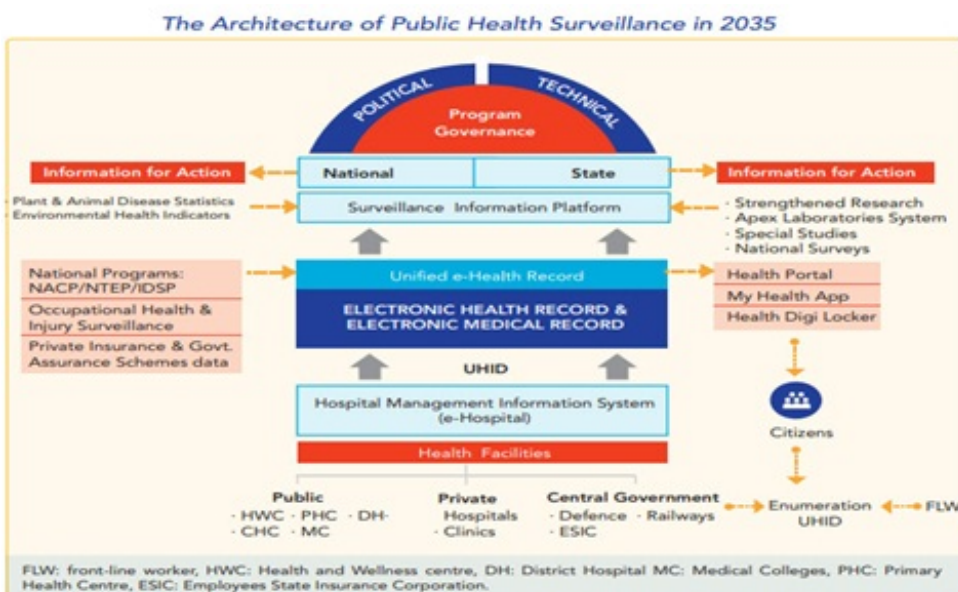 The Architecture of Public Health Surveillance in 2035
POLITICAL
TECHNICAL
Program
Governance
Information for Action
National
State
Information for Action
· Plant & Animal Disease Statistics
· Environmental Health Indicators
Surveillance Information Platform
· Strengthened Research
· Apex Laboratories System
· Special Studies
· National Surveys
National Programs:
NACP/NTEP/IDSP
Occupational Health &
Injury Surveillance
Private Insurance & Govt.
Assurance Schemes data
Unified e-Health Record
ELECTRONIC HEALTH RECORD &
ELECTRONIC MEDICAL RECORD
Health Portal
My Health App
Health Digi Locker
UHID
Hospital Management Information System
(e-Hospital)
Citizens
Health Facilities
Public
· HWC · PHC · DH·
· CHC · MC
Private
Hospitals
· Clinics
Central Government
· Defence · Railways
· ESIC
Enumeration
UHID
FLW
FLW: front-line worker, HWC: Health and Wellness centre, DH: District Hospital MC: Medical Colleges, PHC: Primary
Health Centre, ESIC: Employees State Insurance Corporation.